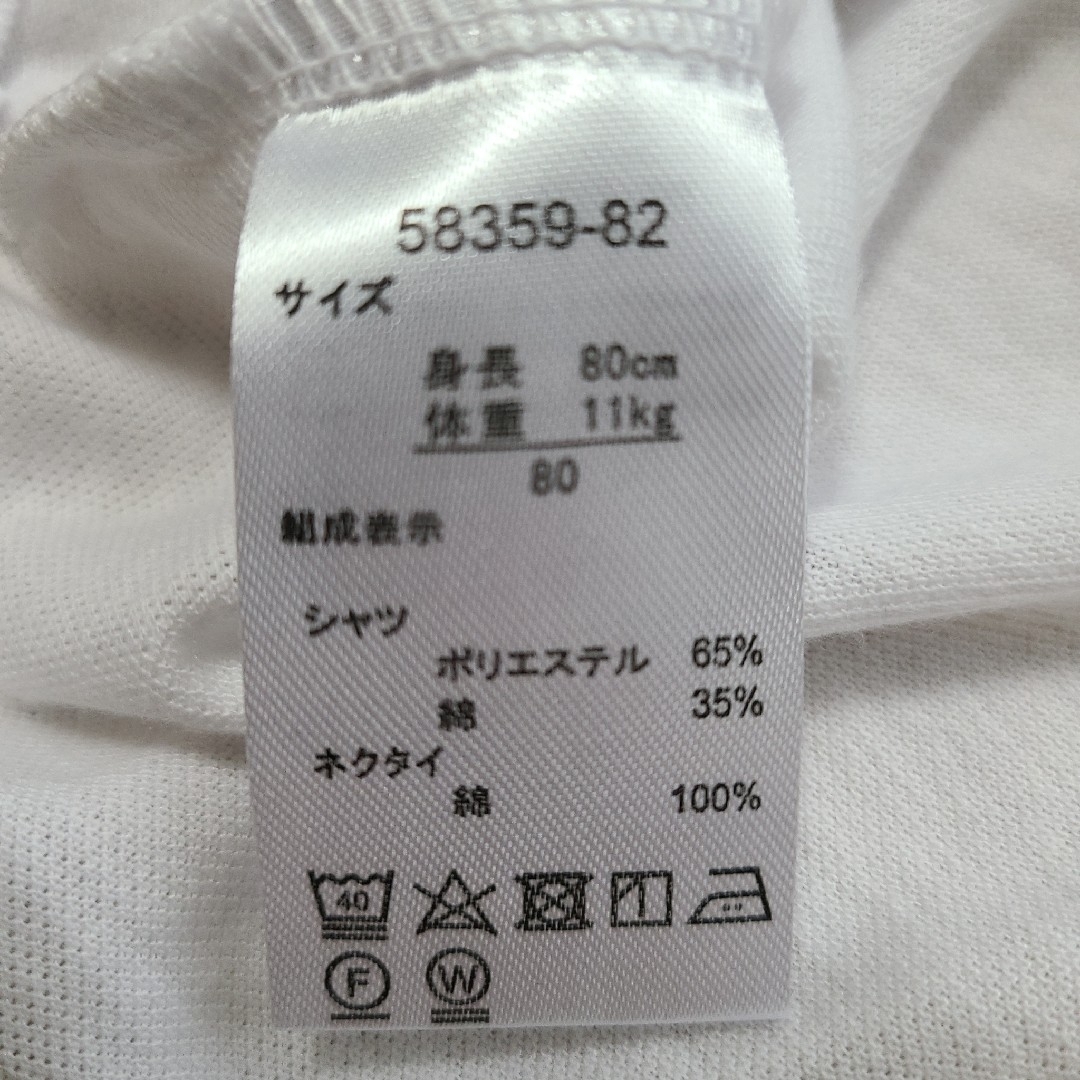 58359-82
サイズ
身長 80cm
体重 11kg
80
組成表示
シャツ
ポリエステル 65%
綿 35%
ネクタイ
綿 100%
40
F W